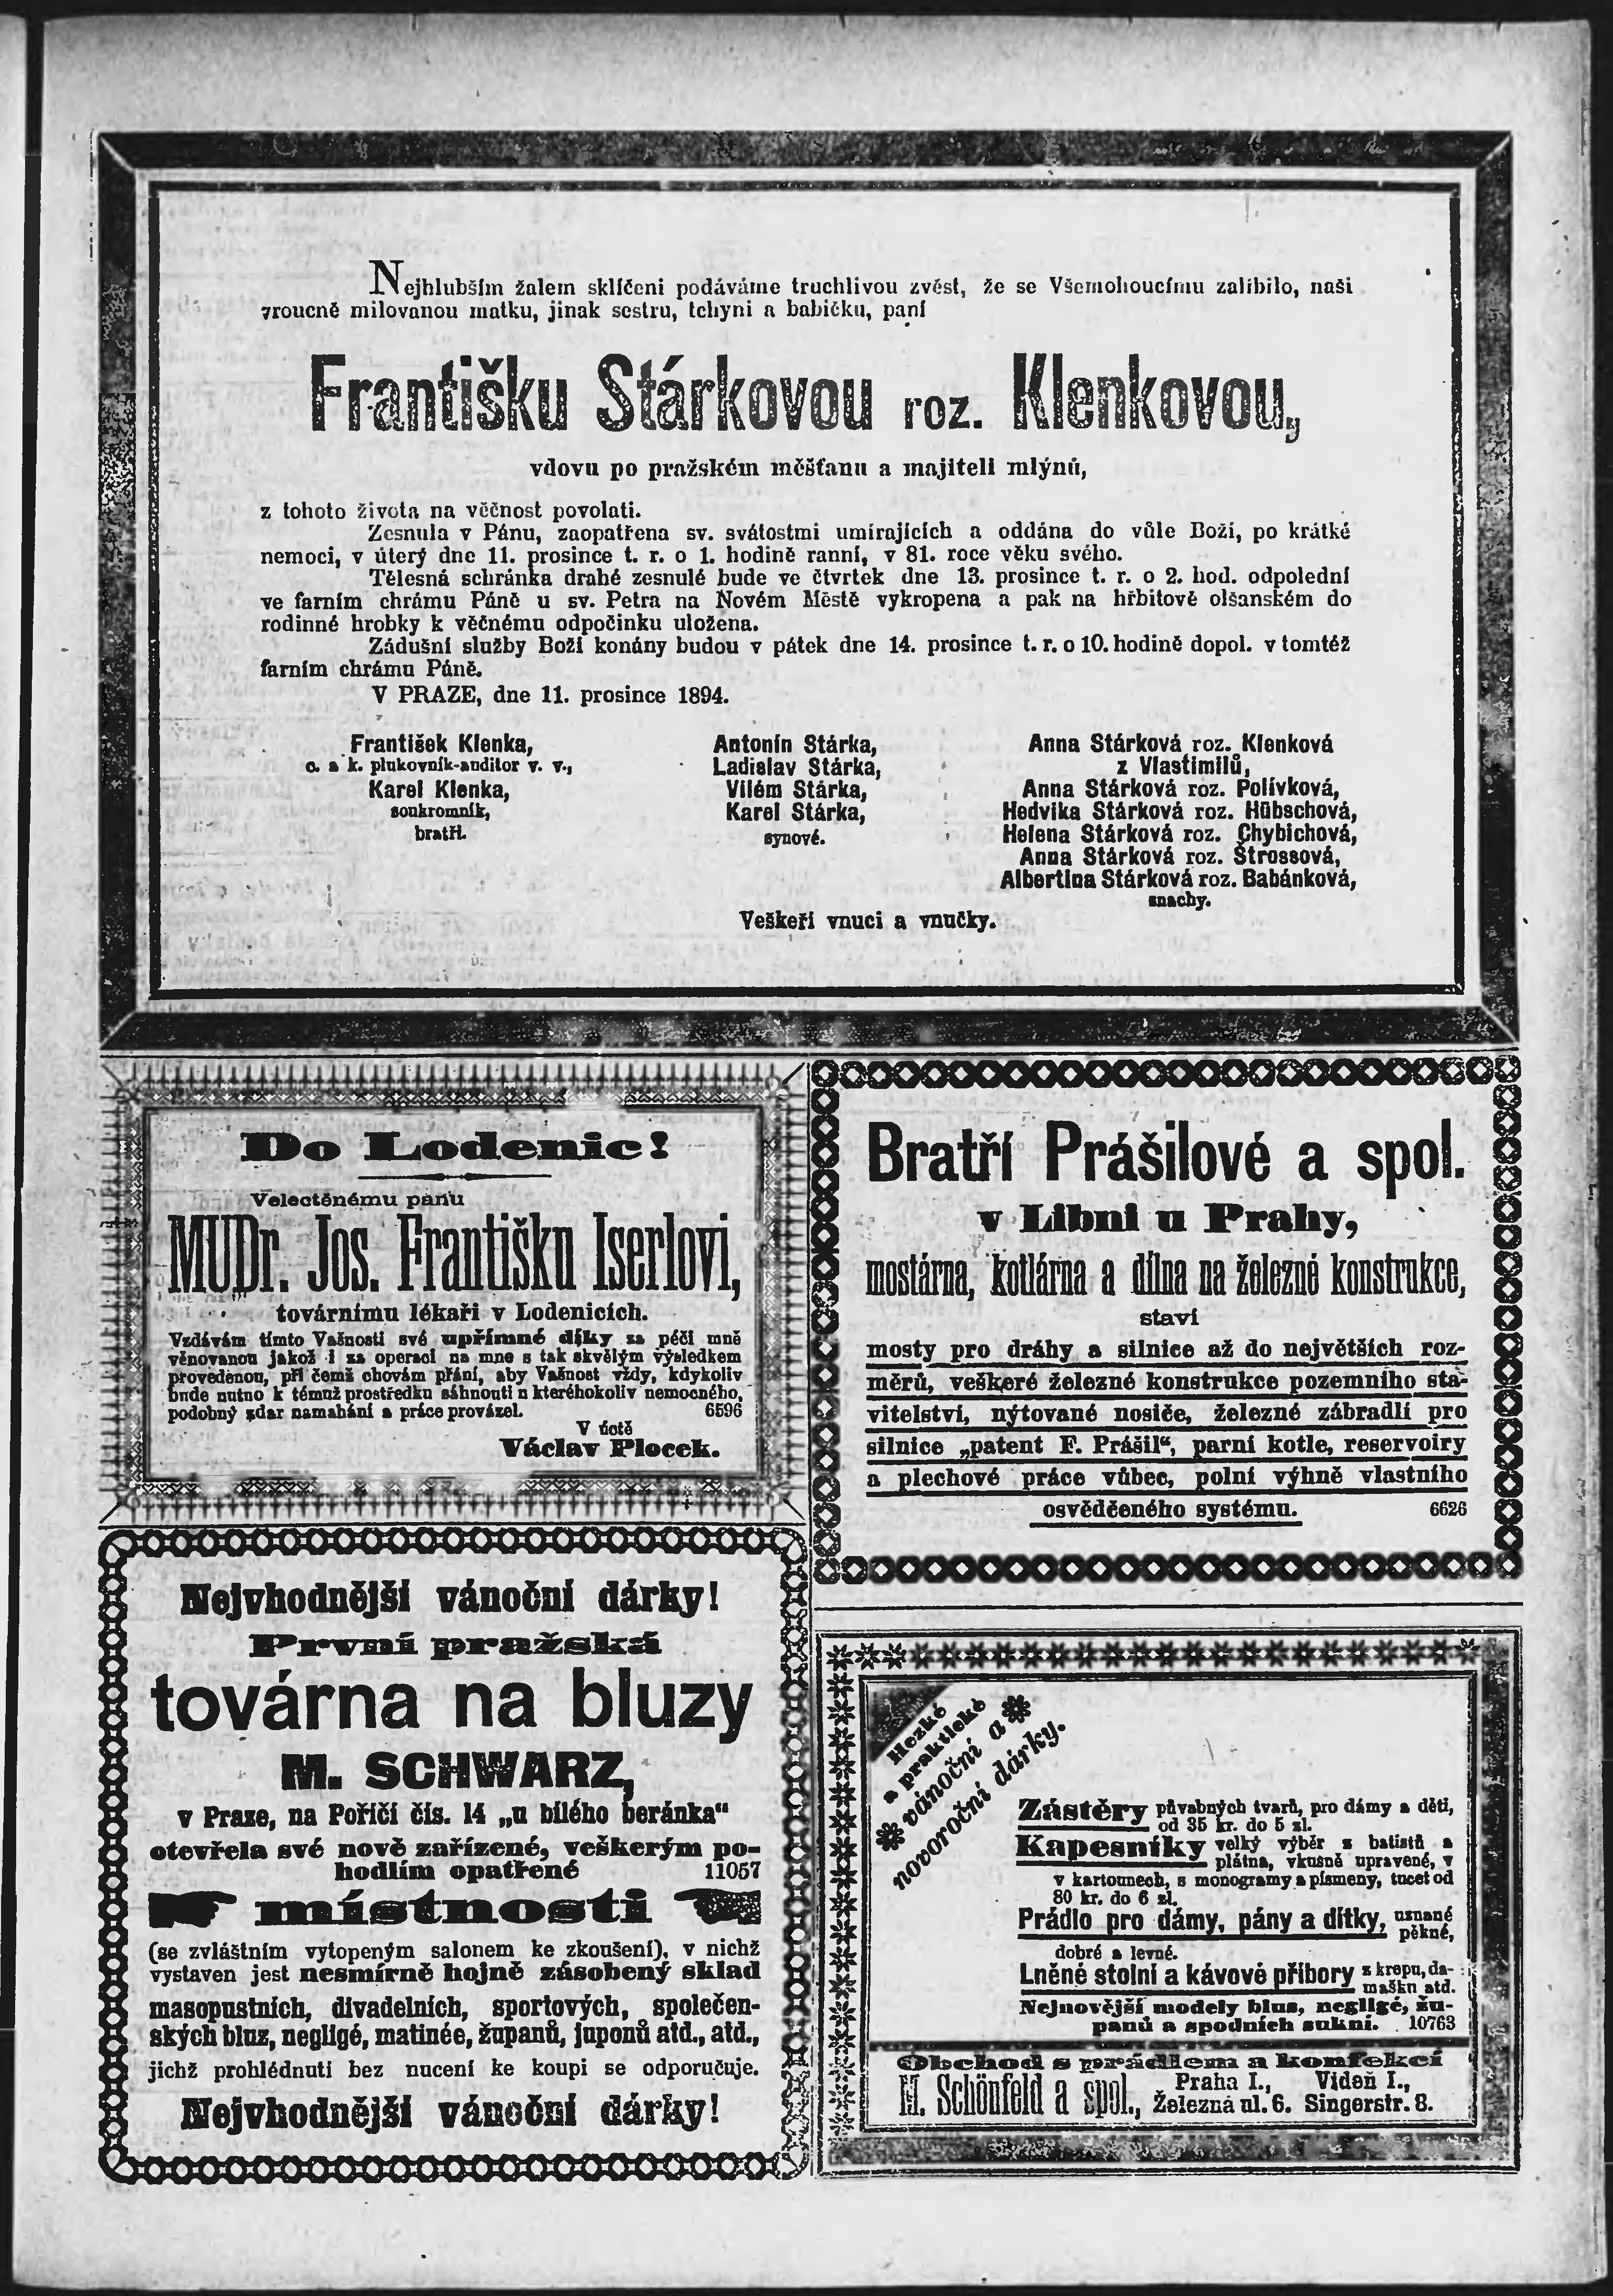 Nejhlubším žalem sklíčeni podáváme truchlivou zvěst, že se Všemohoucímu zalíbilo, naši
vroucně milovanou matku, jinak sestru, tchyni a babičku, paní
Františku Stárkovou roz. Klenkovou,
vdovu po pražském měšťanu a majiteli mlýnů,
z tohoto života na věčnost povolati.
Zesnula v Pánu, zaopatřena sv. svátostmi umírajících a oddána do vůle Boží, po krátké
nemoci, v úterý dne 11. prosince t. r. o 1. hodině ranní, v 81. roce věku svého.
Tělesná schránka drahé zesnulé bude ve čtvrtek dne 13. prosince t. r. o 2. hod. odpolední
ve farním chrámu Páně u sv. Petra na Novém Městě vykropena a pak na hřbitově olšanském do
rodinné hrobky k věčnému odpočinku uložena.
Zádušní služby Boží konány budou v pátek dne 14. prosince t. r. o 10. hodině dopol. v tomtéž
farním chrámu Páně.
V PRAZE, dne 11. prosince 1894.
František Klenka,
c. a k. plukovník-auditor v. v.,
Karel Klenka,
soukromník,
bratři.
Antonín Stárka,
Ladislav Stárka,
Vilém Stárka,
Karel Stárka,
synové.
Anna Stárková roz. Klenková
z Vlastimilů,
Anna Stárková roz. Polívková,
Hedvika Stárková roz. Hübschová,
Helena Stárková roz. Chybichová,
Anna Stárková roz. Štrossová,
Albertina Stárková roz. Babánková,
snachy.
Veškeří vnuci a vnučky.
Do Lodenic!
Velectěnému panu
MUDr. Jos. Františku Iserlovi,
továrnímu lékaři v Lodenicích.
Vzdávám tímto Vašnosti své upřímné díky za péči mně
věnovanou jakož i za operaci na mne s tak skvělým výsledkem
provedenou, při čemž chovám přání, aby Vašnost vždy, kdykoliv
bude nutno k témuž prostředku sáhnouti u kteréhokoliv nemocného,
podobný zdar namahání a práce provázel. 6596
V úctě
Václav Plocek.
Bratří Prášilové a spol.
v Libni u Prahy,
mostárna, kotlárna a dílna na železné konstrukce,
staví
mosty pro dráhy a silnice až do největších roz-
měrů, veškeré železné konstrukce pozemního sta-
vitelství, nýtované nosiče, železné zábradlí pro
silnice „patent F. Prášil“, parní kotle, reservoiry
a plechové práce vůbec, polní výhně vlastního
osvědčeného systému. 6626
Nejvhodnější vánoční dárky!
První pražská
továrna na bluzy
M. SCHWARZ,
v Praze, na Poříčí čís. 14 „u bílého beránka“
otevřela své nově zařízené, veškerým po-
hodlím opatřené 11057
místnosti
(se zvláštním vytopeným salonem ke zkoušení), v nichž
vystaven jest nesmírně hojně zásobený sklad
masopustních, divadelních, sportových, společen-
ských bluz, negligé, matinée, županů, juponů atd., atd.,
jichž prohlédnutí bez nucení ke koupi se odporučuje.
Nejvhodnější vánoční dárky!
Hezké
a praktické
vánoční a
novoroční dárky.
Zástěry půvabných tvarů, pro dámy a děti,
od 35 kr. do 5 zl.
Kapesníky velký výběr z batistů a
plátna, vkusně upravené, v
v kartonnech, s monogramy a písmeny, tucet od
80 kr. do 6 zl.
Prádlo pro dámy, pány a dítky, uznaně
pěkné,
dobré a levné.
Lněné stolní a kávové příbory z krepu, da-
mašku atd.
Nejnovější modely blus, negligé, žu-
panů a spodních sukní. 10763
Obchod s prádlem a konfekcí
M. Schönfeld a spol., Praha I., Vídeň I.,
Železná ul. 6. Singerstr. 8.